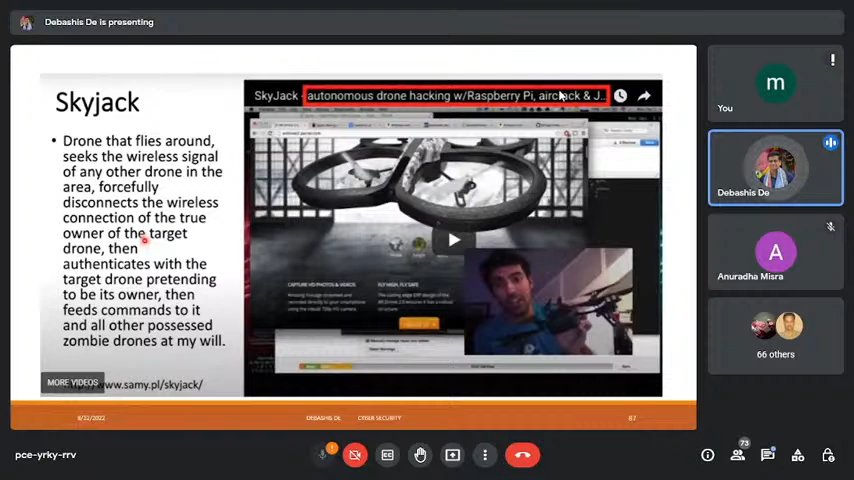 Debashis De is presenting
Skyjack
• Drone that flies around,
seeks the wireless signal
of any other drone in the
area, forcefully
disconnects the wireless
connection of the true
owner of the target
drone, then
authenticates with the
target drone pretending
to be its owner, then
feeds commands to it
and all other possessed
zombie drones at my will.
MORE VIDEOS
www.samy.pl/skyjack/
SkyJack - autonomous drone hacking w/Raspberry Pi, aircrack & J...
CAPTURE HD PHOTOS & VIDEOS
FLY HIGH, FLY SAFE
8/22/2022
DEBASHIS DE
CYBER SECURITY
87
m
You
Debashis De
A
Anuradha Misra
66 others
pce-yrky-rrv
73